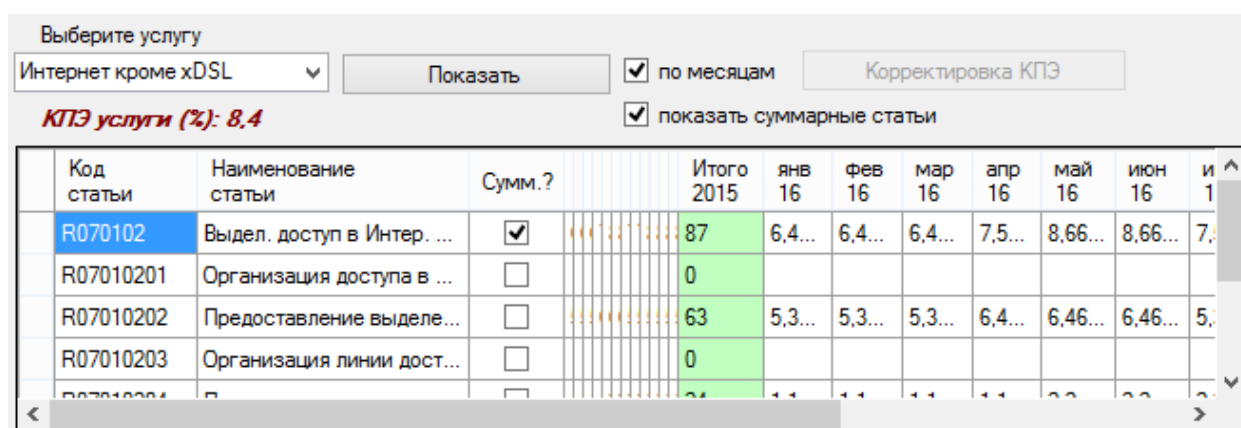 Выберите услугу
Интернет кроме xDSL Показать по месяцам Корректировка КПЭ
КПЭ услуги (%): 8,4 показать суммарные статьи
Код статьи Наименование статьи Сумм.? Итого 2015 янв 16 фев 16 мар 16 апр 16 май 16 июн 16
R070102 Выдел. доступ в Интер. ... 87 6,4... 6,4... 6,4... 7,5... 8,66... 8,66...
R07010201 Организация доступа в ... 0
R07010202 Предоставление выделе... 63 5,3... 5,3... 5,3... 6,4... 6,46... 6,46...
R07010203 Организация линии дост... 0